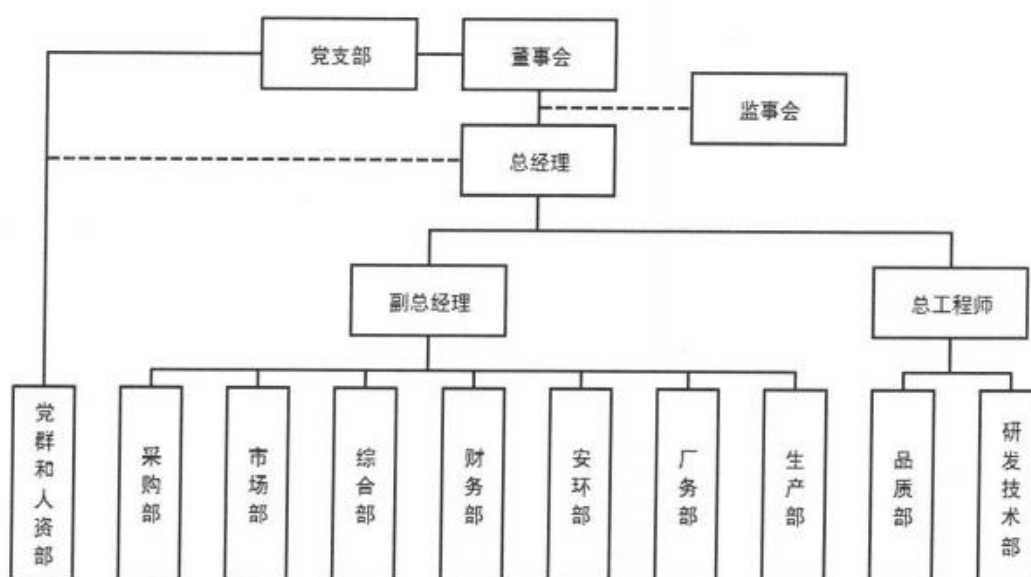 党支部
董事会
监事会
总经理
副总经理
总工程师
党群和人资部
采购部
市场部
综合部
财务部
安环部
厂务部
生产部
品质部
研发技术部